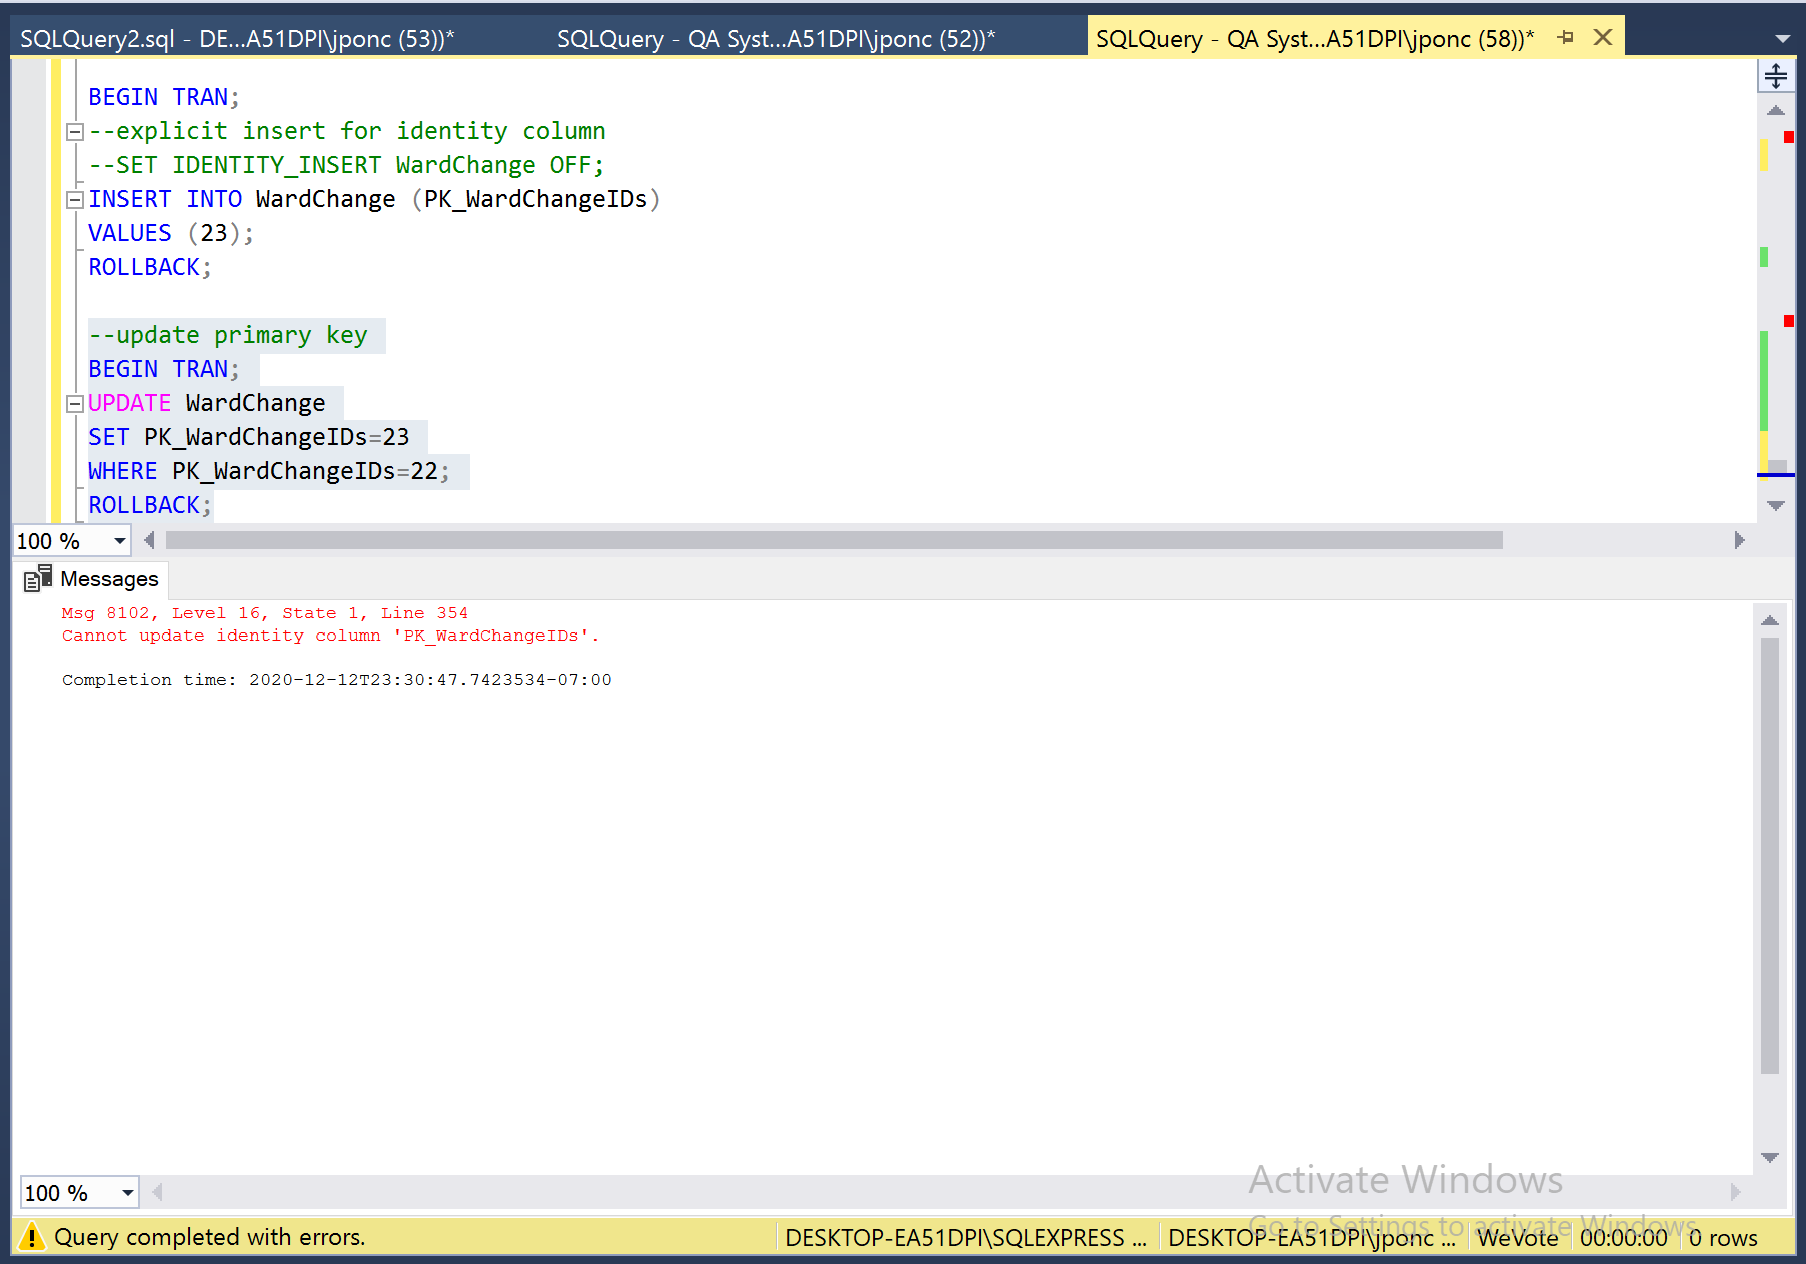 SQLQuery2.sql - DE...A51DPI\jponc (53))*
SQLQuery - QA Syst...A51DPI\jponc (52))*
SQLQuery - QA Syst...A51DPI\jponc (58))*
BEGIN TRAN;
--explicit insert for identity column
--SET IDENTITY_INSERT WardChange OFF;
INSERT INTO WardChange (PK_WardChangeIDs)
VALUES (23);
ROLLBACK;
--update primary key
BEGIN TRAN;
UPDATE WardChange
SET PK_WardChangeIDs=23
WHERE PK_WardChangeIDs=22;
ROLLBACK;
100 %
Messages
Msg 8102, Level 16, State 1, Line 354
Cannot update identity column 'PK_WardChangeIDs'.
Completion time: 2020-12-12T23:30:47.7423534-07:00
100 %
Activate Windows
Go to Settings to activate Windows.
Query completed with errors.
DESKTOP-EA51DPI\SQLEXPRESS ...
DESKTOP-EA51DPI\jponc ...
WeVote
00:00:00
0 rows